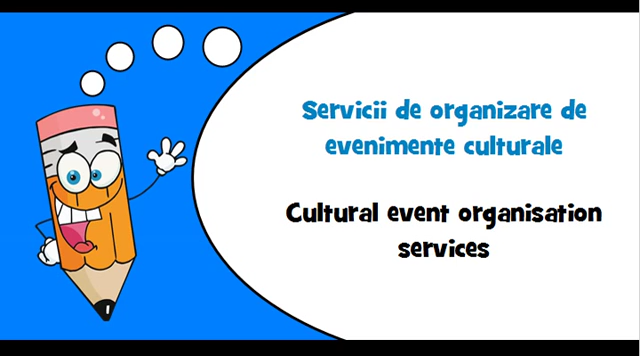 Servicii de organizare de
evenimente culturale
Cultural event organisation
services